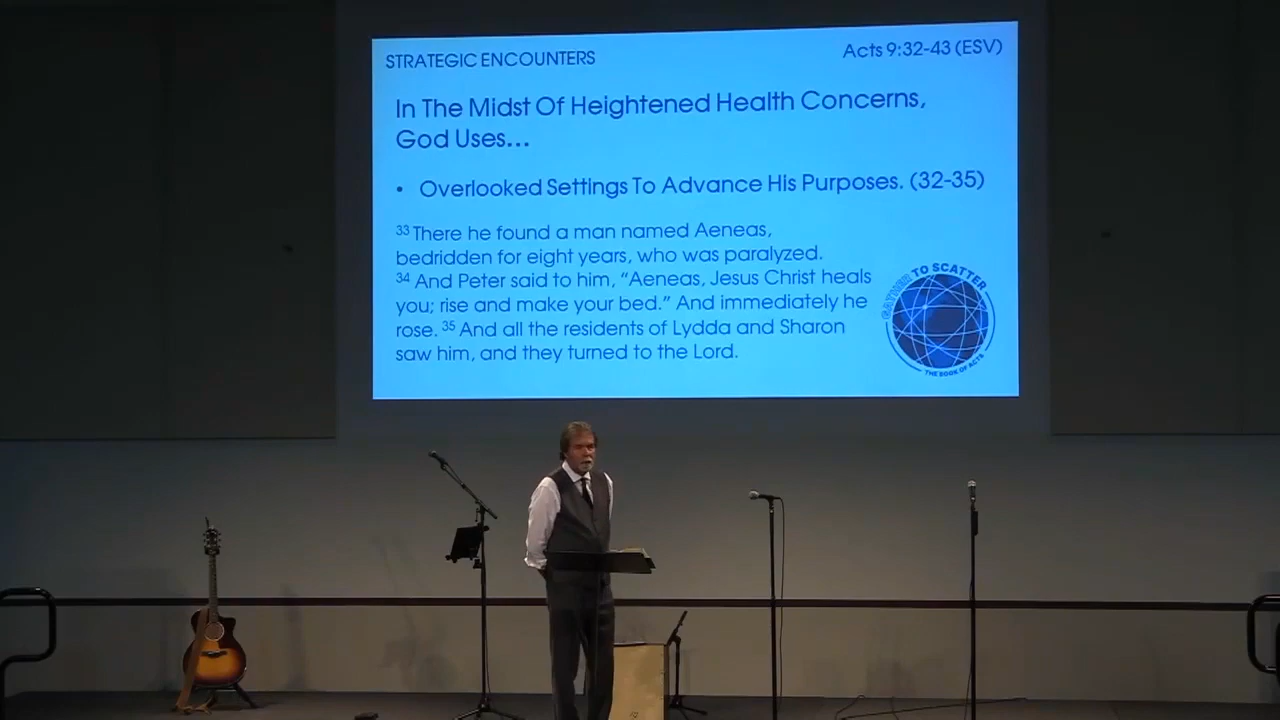 STRATEGIC ENCOUNTERS
Acts 9:32-43 (ESV)
In The Midst Of Heightened Health Concerns,
God Uses...
• Overlooked Settings To Advance His Purposes. (32-35)
33 There he found a man named Aeneas,
bedridden for eight years, who was paralyzed.
34 And Peter said to him, “Aeneas, Jesus Christ heals
you; rise and make your bed.” And immediately he
rose. 35 And all the residents of Lydda and Sharon
saw him, and they turned to the Lord.
GATHER TO SCATTER
THE BOOK OF ACTS